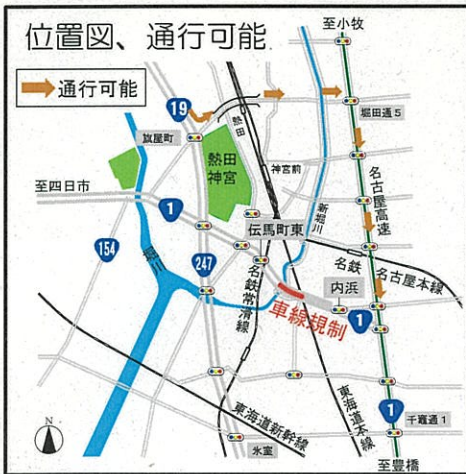 位置図、通行可能
通行可能
至小牧
19
旗屋町
熱田
堀田通5
熱田
神宮
神宮前
新堀川
至四日市
1
名古屋高速
伝馬町東
154
堀川
247
名鉄常滑線
名鉄
名古屋本線
内浜
車線規制
1
東海道新幹線
東海道本線
千竈通1
1
氷室
至豊橋
N